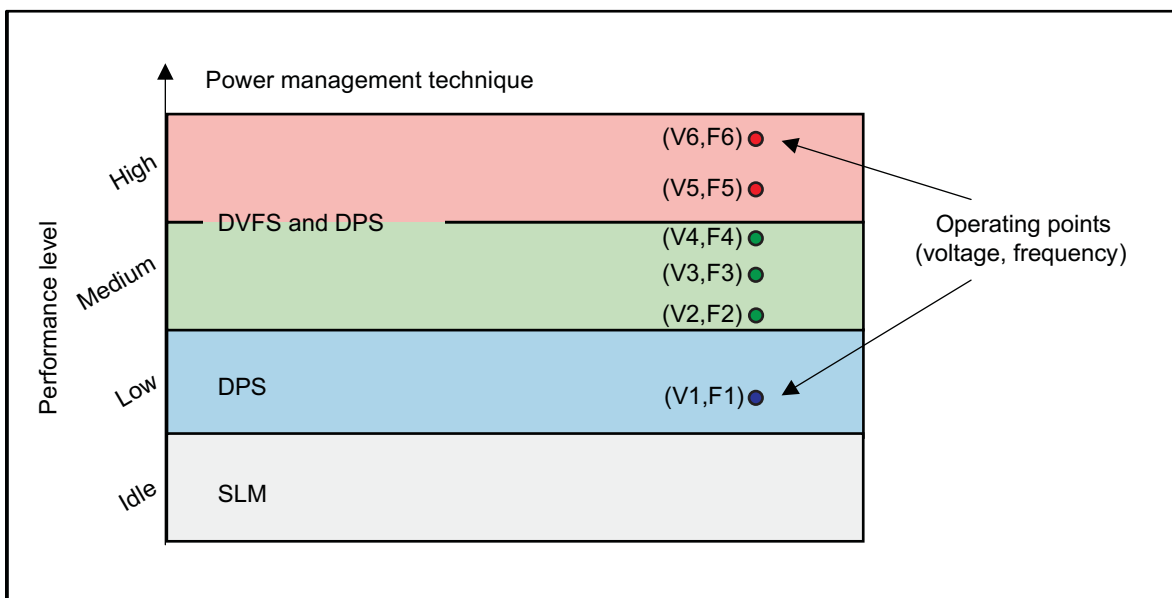 Power management technique
High
(V6,F6)
(V5,F5)
DVFS and DPS
Operating points
(voltage, frequency)
Medium
(V4,F4)
(V3,F3)
(V2,F2)
Performance level
Low
DPS
(V1,F1)
Idle
SLM